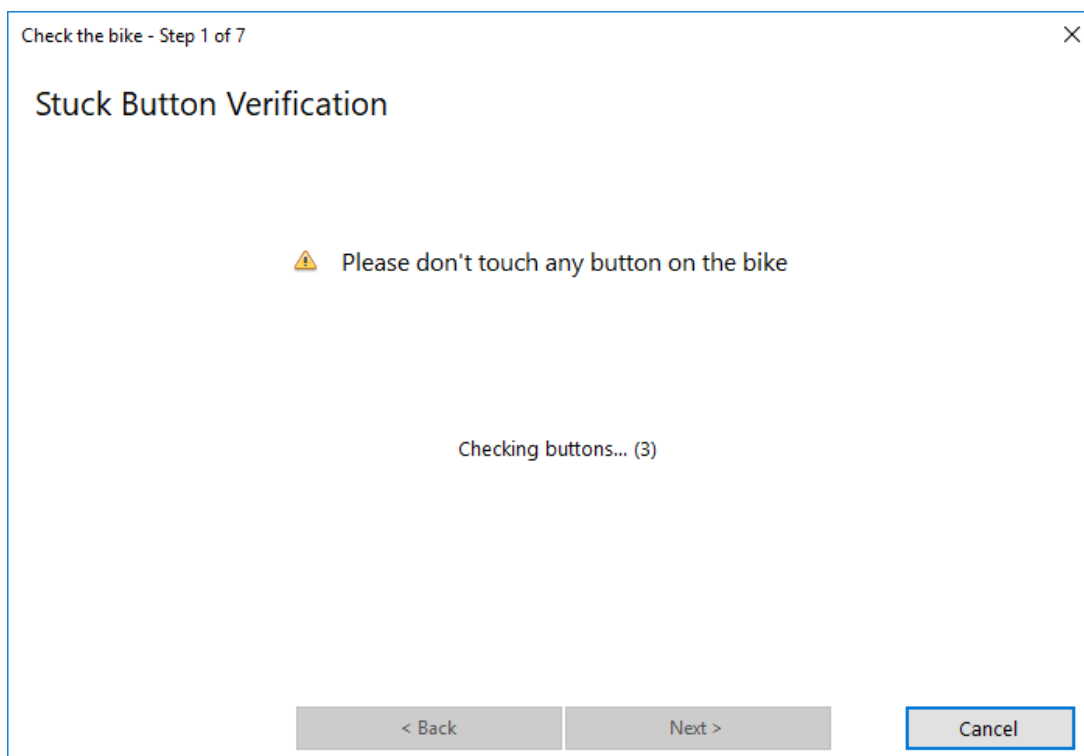 Check the bike - Step 1 of 7
Stuck Button Verification
Please don't touch any button on the bike
Checking buttons... (3)
< Back
Next >
Cancel